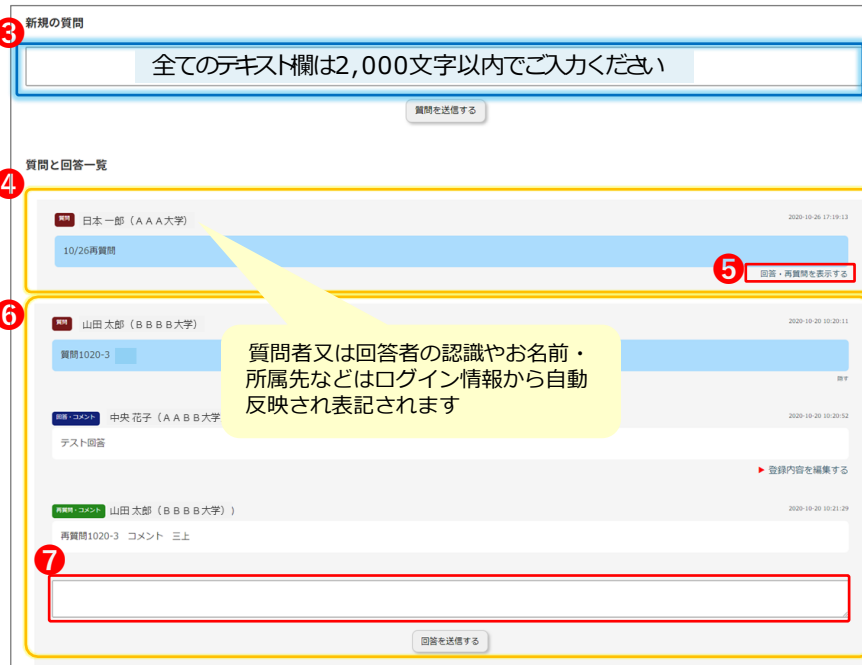 ❸ 新規の質問
全てのテキスト欄は2,000文字以内でご入力ください
質問を送信する
質問と回答一覧
❹
質問 日本 一郎（ＡＡＡ大学） 2020-10-26 17:19:13
10/26再質問
❺ 回答・再質問を表示する
❻
質問 山田 太郎（ＢＢＢＢ大学） 2020-10-20 10:20:11
質問1020-3
隠す
質問者又は回答者の認識やお名前・
所属先などはログイン情報から自動
反映され表記されます
回答・コメント 中央 花子（ＡＡＢＢ大学 2020-10-20 10:20:52
テスト回答
▶ 登録内容を編集する
再質問・コメント 山田 太郎（ＢＢＢＢ大学）） 2020-10-20 10:21:29
再質問1020-3　コメント　三上
❼
回答を送信する